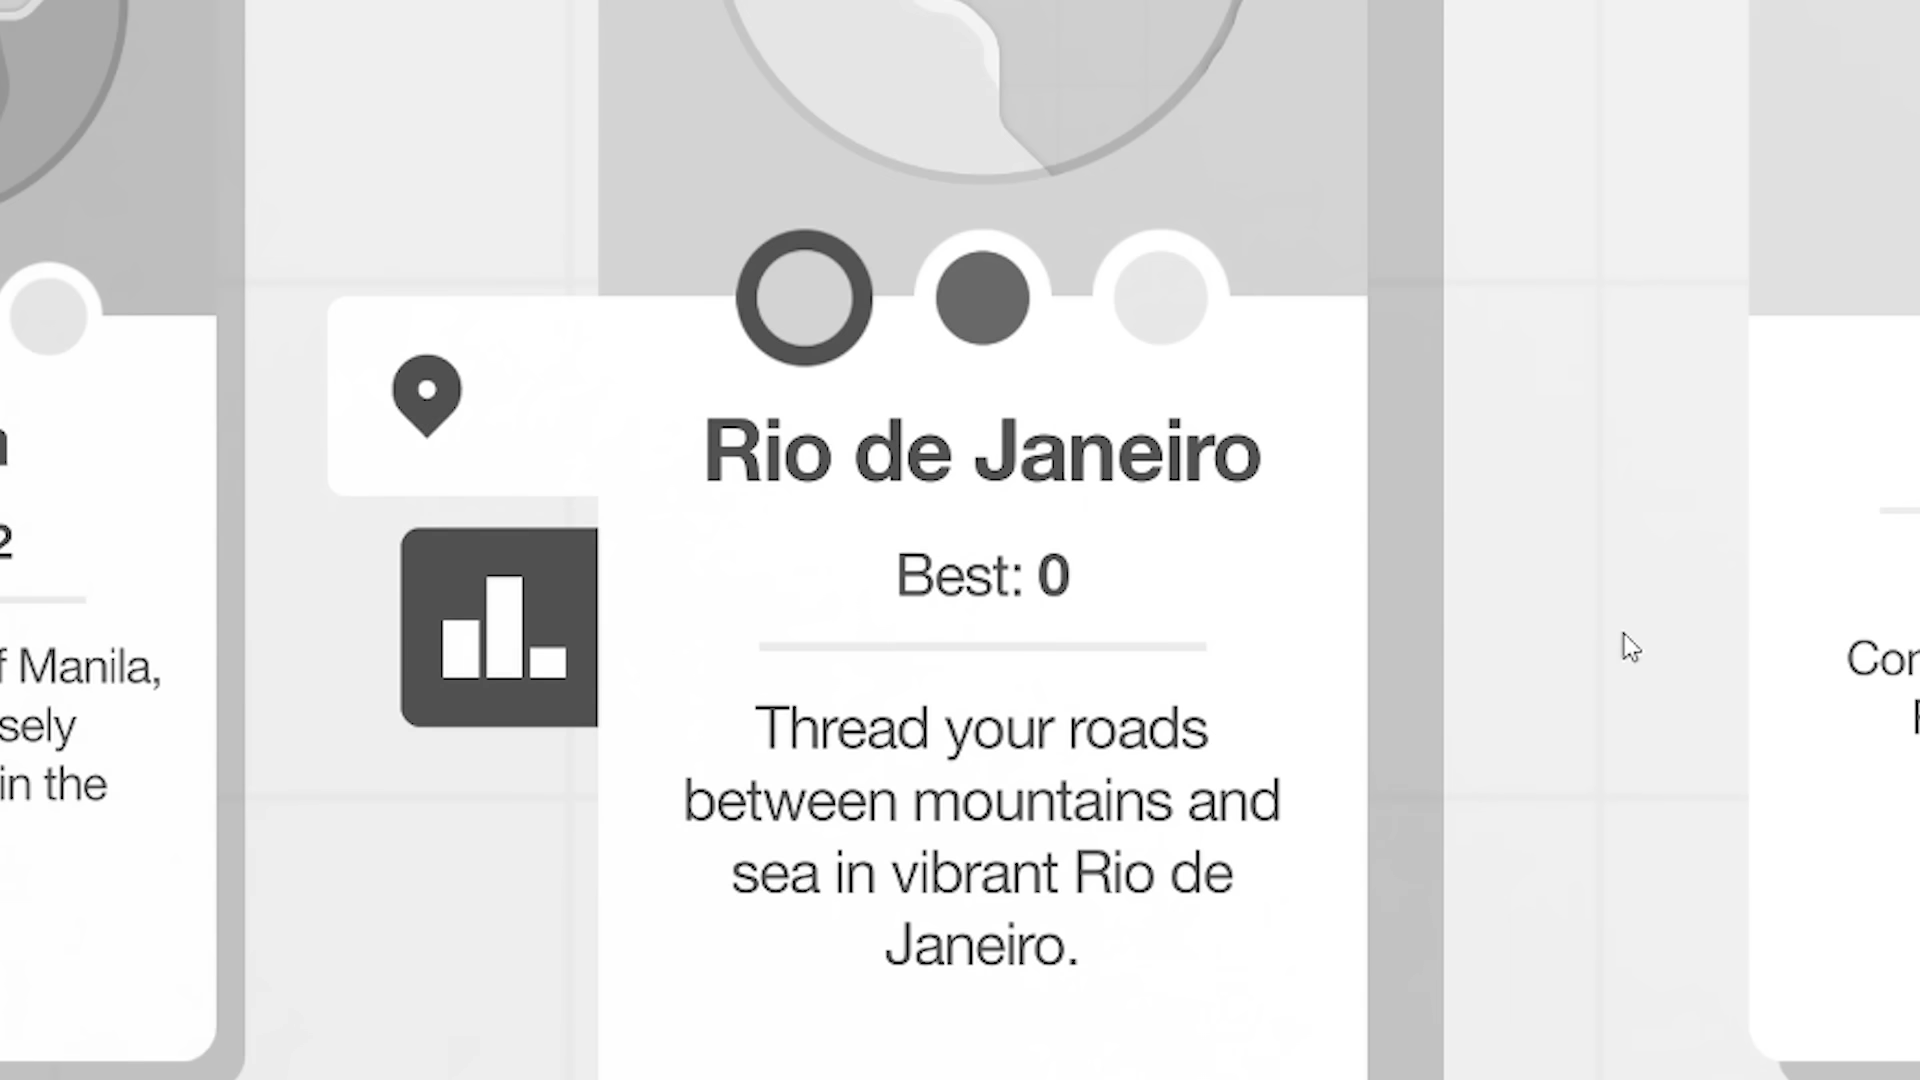 Rio de Janeiro
Best: 0
Thread your roads
between mountains and
sea in vibrant Rio de
Janeiro.
2
Manila,
in the